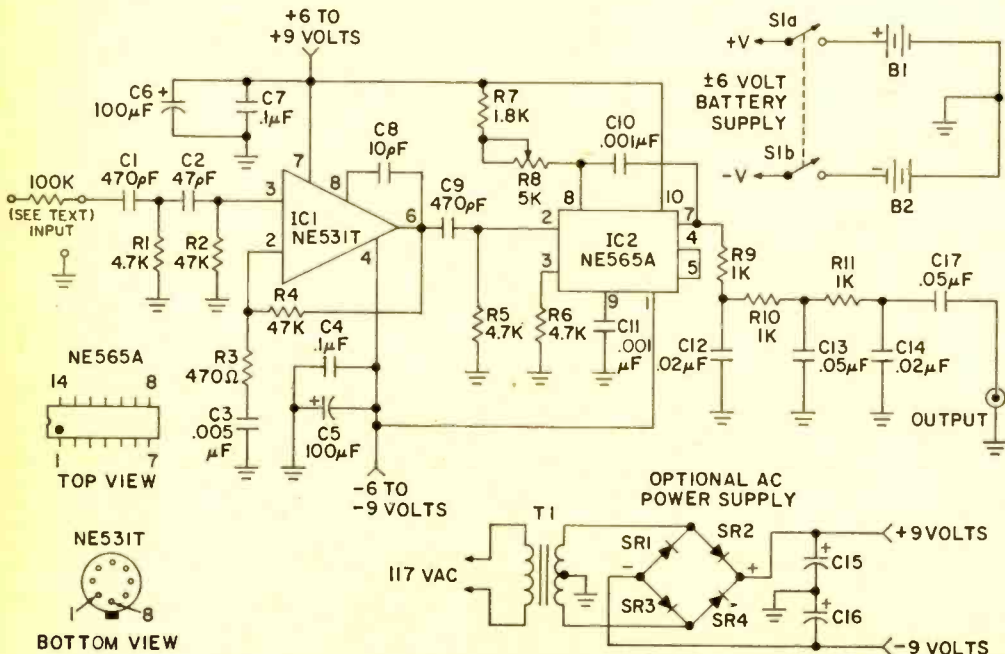 +6 TO
+9 VOLTS
C6
100µF
+
C7
.1µF
R7
1.8K
C10
.001µF
R8
5K
S1a
+V
+
B1
±6 VOLT
BATTERY
SUPPLY
S1b
-V
-
B2
100K
(SEE TEXT)
INPUT
C1
470pF
C2
47pF
R1
4.7K
R2
47K
C8
10pF
7
8
3
2
6
4
IC1
NE531T
C9
470pF
R4
47K
R3
470Ω
C3
.005
µF
C4
.1µF
+
C5
100µF
-6 TO
-9 VOLTS
8
10
2
7
4
5
3
9
1
IC2
NE565A
R5
4.7K
R6
4.7K
C11
.001
µF
R9
1K
R10
1K
R11
1K
C12
.02µF
C13
.05µF
C14
.02µF
C17
.05µF
OUTPUT
NE565A
14 8
1 7
TOP VIEW
NE531T
1 8
BOTTOM VIEW
OPTIONAL AC
POWER SUPPLY
T1
117 VAC
SR1
SR2
SR3
SR4
-
+
+
C15
+
C16
+9 VOLTS
-9 VOLTS